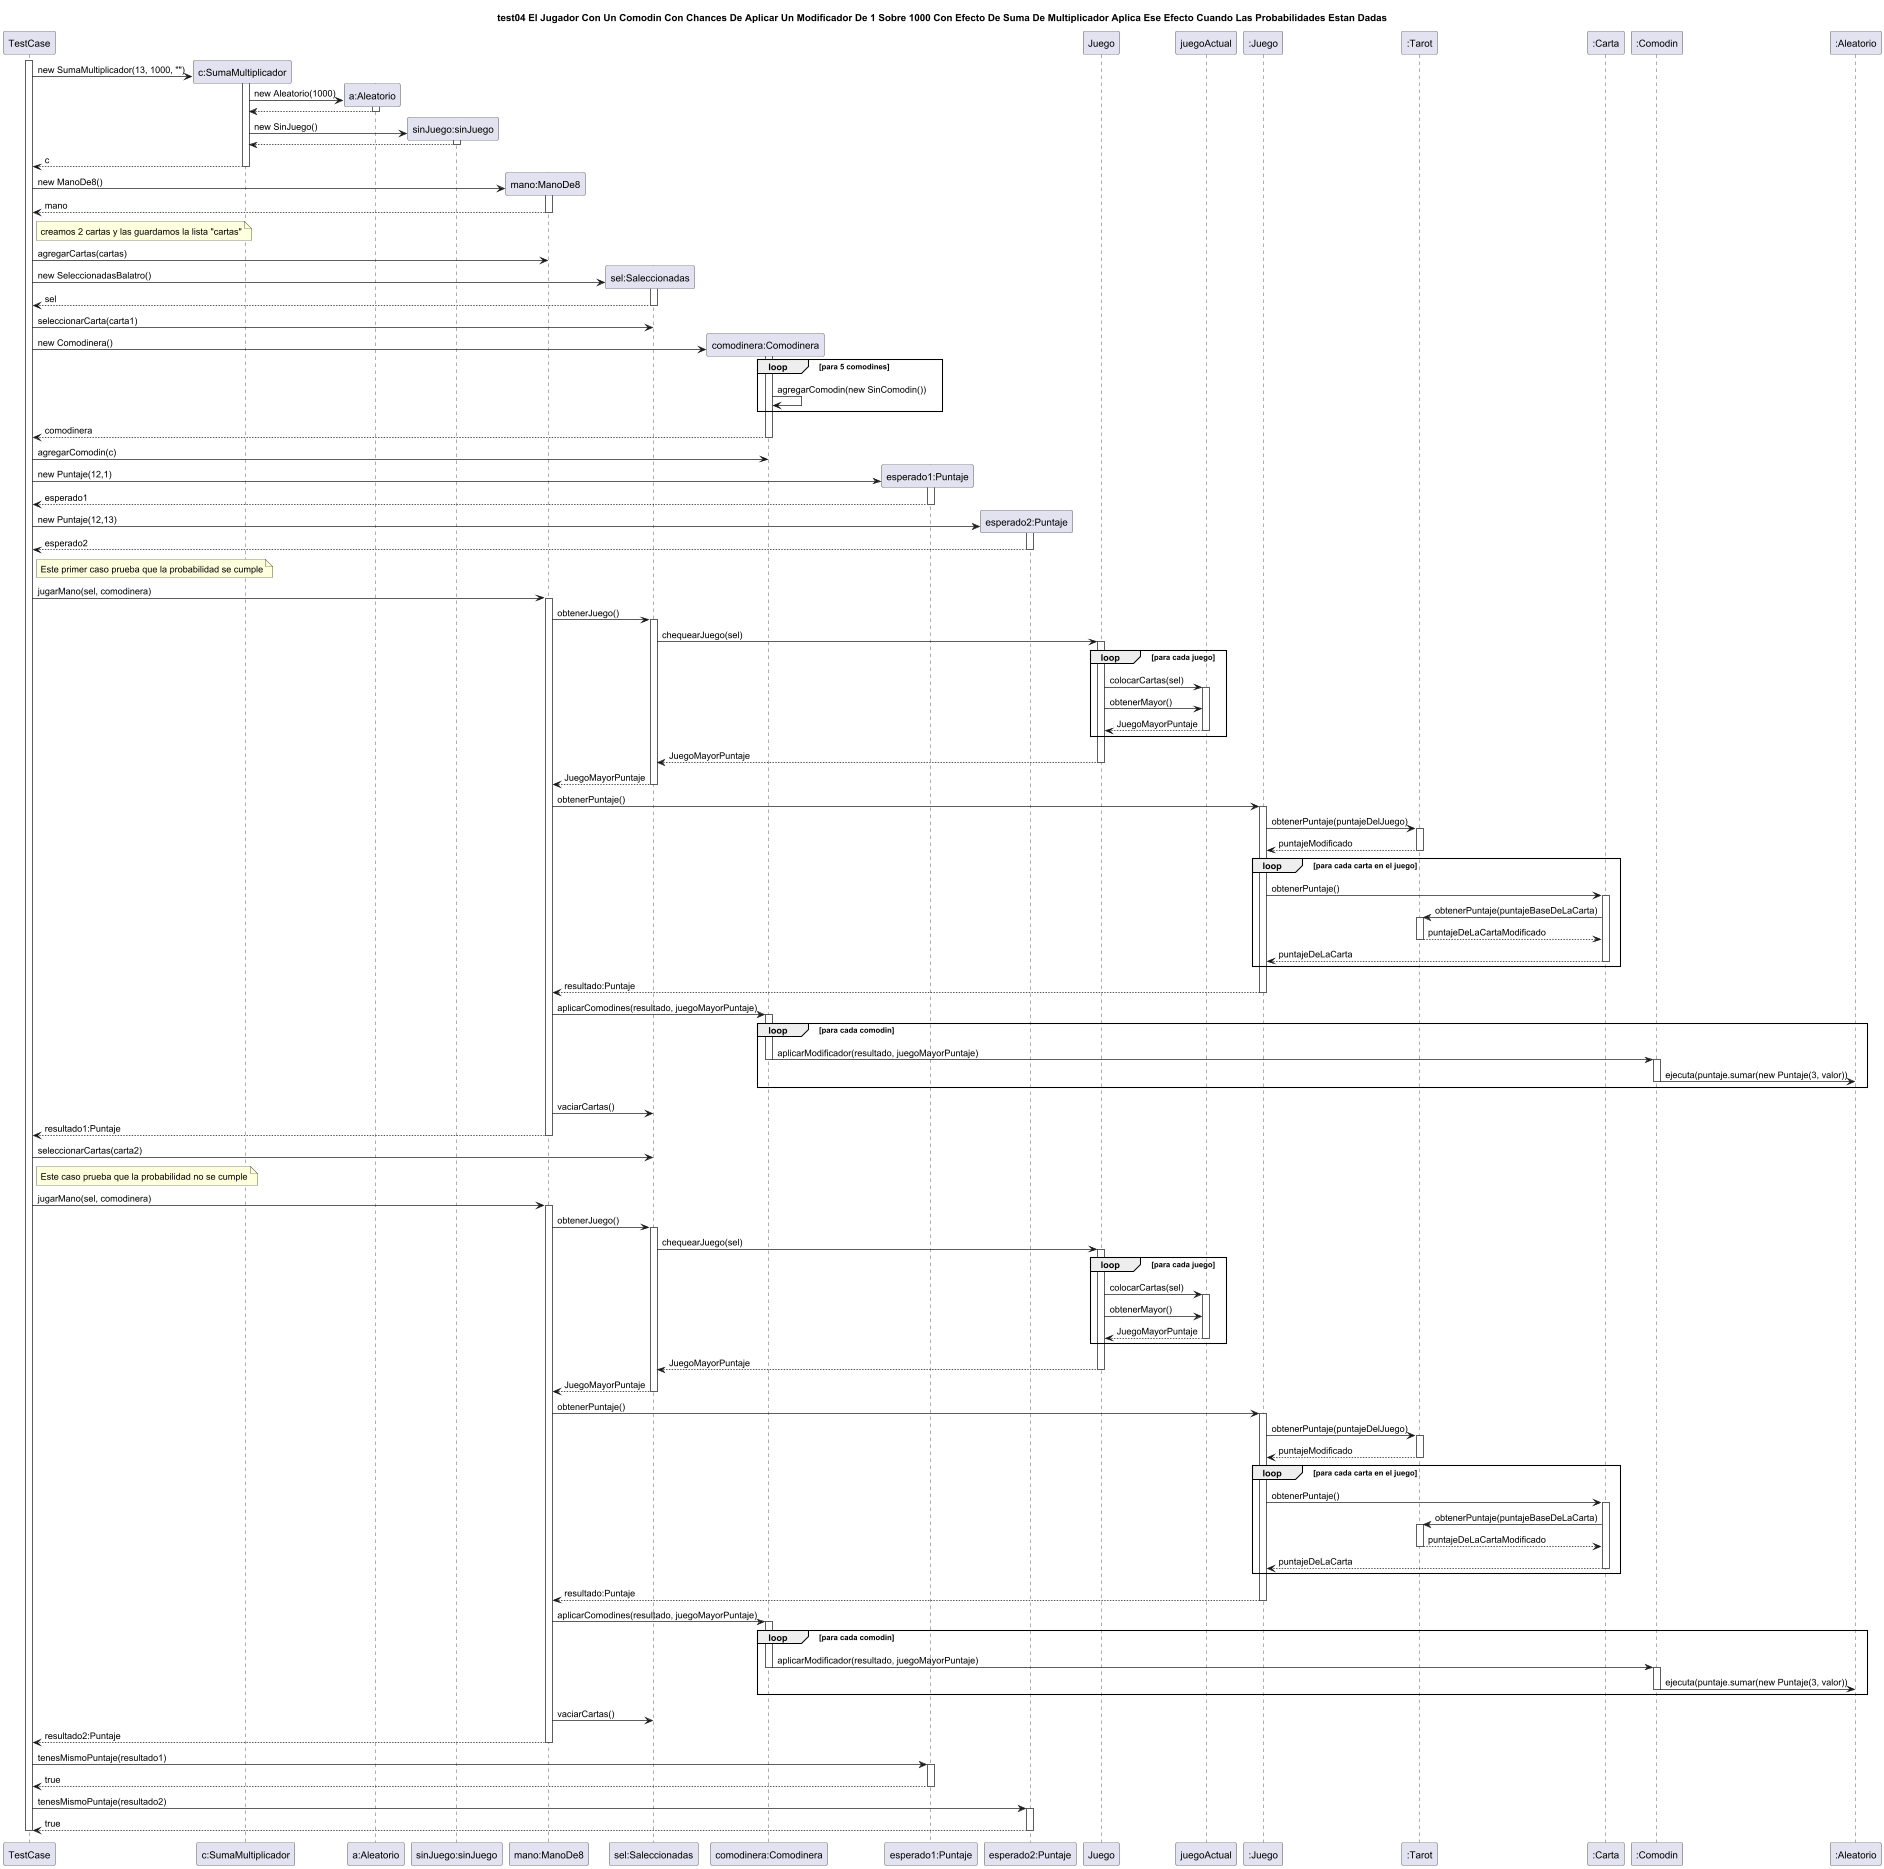 test04 El Jugador Con Un Comodin Con Chances De Aplicar Un Modificador De 1 Sobre 1000 Con Efecto De Suma De Multiplicador Aplica Ese Efecto Cuando Las Probabilidades Estan Dadas
TestCase
Juego
juegoActual
:Juego
:Tarot
:Carta
:Comodin
:Aleatorio
new SumaMultiplicador(13, 1000, "")
c:SumaMultiplicador
new Aleatorio(1000)
a:Aleatorio
new SinJuego()
sinJuego:sinJuego
c
new ManoDe8()
mano:ManoDe8
mano
creamos 2 cartas y las guardamos la lista "cartas"
agregarCartas(cartas)
new SeleccionadasBalatro()
sel:Saleccionadas
sel
seleccionarCarta(carta1)
new Comodinera()
comodinera:Comodinera
loop [para 5 comodines]
agregarComodin(new SinComodin())
comodinera
agregarComodin(c)
new Puntaje(12,1)
esperado1:Puntaje
esperado1
new Puntaje(12,13)
esperado2:Puntaje
esperado2
Este primer caso prueba que la probabilidad se cumple
jugarMano(sel, comodinera)
obtenerJuego()
chequearJuego(sel)
loop [para cada juego]
colocarCartas(sel)
obtenerMayor()
JuegoMayorPuntaje
JuegoMayorPuntaje
JuegoMayorPuntaje
obtenerPuntaje()
obtenerPuntaje(puntajeDelJuego)
puntajeModificado
loop [para cada carta en el juego]
obtenerPuntaje()
obtenerPuntaje(puntajeBaseDeLaCarta)
puntajeDeLaCartaModificado
puntajeDeLaCarta
resultado:Puntaje
aplicarComodines(resultado, juegoMayorPuntaje)
loop [para cada comodin]
aplicarModificador(resultado, juegoMayorPuntaje)
ejecuta(puntaje.sumar(new Puntaje(3, valor))
vaciarCartas()
resultado1:Puntaje
seleccionarCartas(carta2)
Este caso prueba que la probabilidad no se cumple
jugarMano(sel, comodinera)
obtenerJuego()
chequearJuego(sel)
loop [para cada juego]
colocarCartas(sel)
obtenerMayor()
JuegoMayorPuntaje
JuegoMayorPuntaje
JuegoMayorPuntaje
obtenerPuntaje()
obtenerPuntaje(puntajeDelJuego)
puntajeModificado
loop [para cada carta en el juego]
obtenerPuntaje()
obtenerPuntaje(puntajeBaseDeLaCarta)
puntajeDeLaCartaModificado
puntajeDeLaCarta
resultado:Puntaje
aplicarComodines(resultado, juegoMayorPuntaje)
loop [para cada comodin]
aplicarModificador(resultado, juegoMayorPuntaje)
ejecuta(puntaje.sumar(new Puntaje(3, valor))
vaciarCartas()
resultado2:Puntaje
tenesMismoPuntaje(resultado1)
true
tenesMismoPuntaje(resultado2)
true
TestCase
c:SumaMultiplicador
a:Aleatorio
sinJuego:sinJuego
mano:ManoDe8
sel:Saleccionadas
comodinera:Comodinera
esperado1:Puntaje
esperado2:Puntaje
Juego
juegoActual
:Juego
:Tarot
:Carta
:Comodin
:Aleatorio